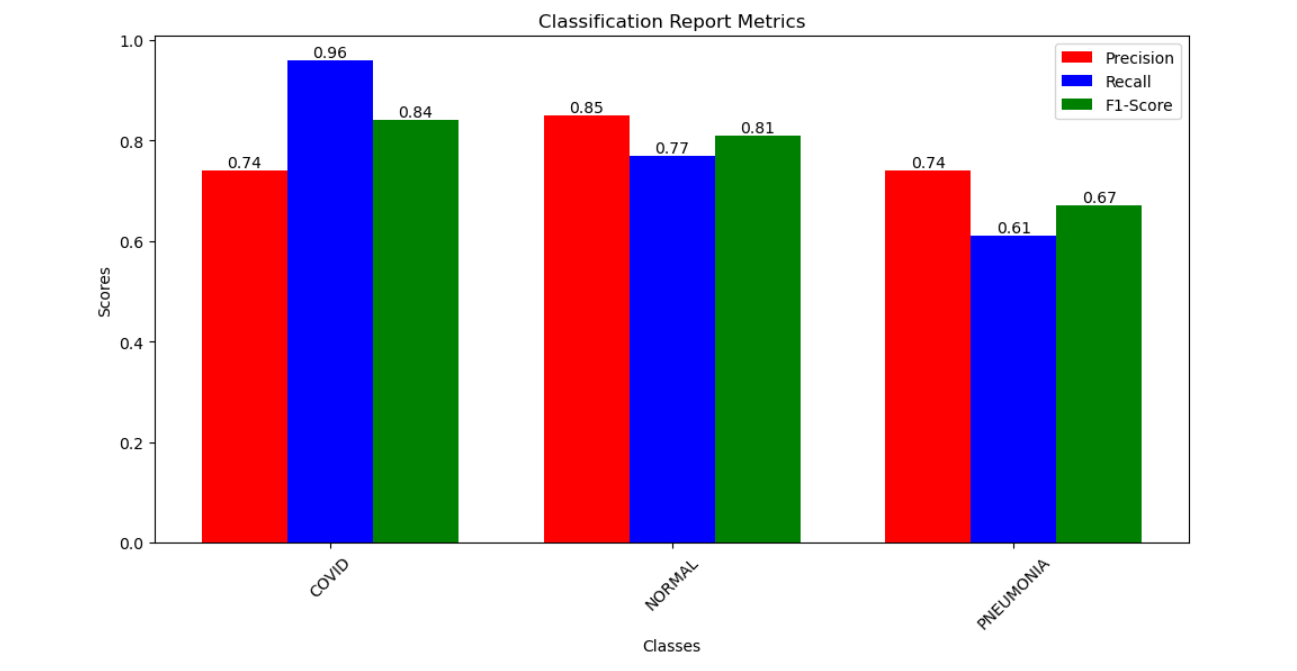 Classification Report Metrics
1.0
0.8
0.6
0.4
0.2
0.0
Scores
0.74
0.96
0.84
0.85
0.77
0.81
0.74
0.61
0.67
Precision
Recall
F1-Score
COVID
NORMAL
PNEUMONIA
Classes